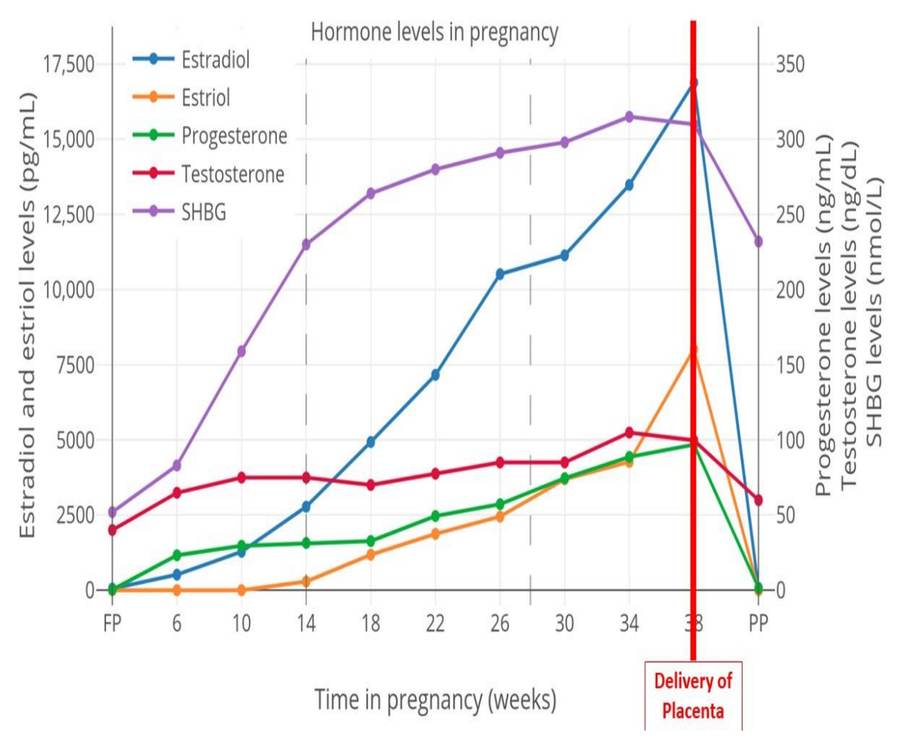 Hormone levels in pregnancy
Estradiol
Estriol
Progesterone
Testosterone
SHBG
Estradiol and estriol levels (pg/mL)
17,500
15,000
12,500
10,000
7500
5000
2500
0
350
300
250
200
150
100
50
0
Progesterone levels (ng/mL)
Testosterone levels (ng/dL)
SHBG levels (nmol/L)
FP 6 10 14 18 22 26 30 34 38 PP
Time in pregnancy (weeks)
Delivery of
Placenta